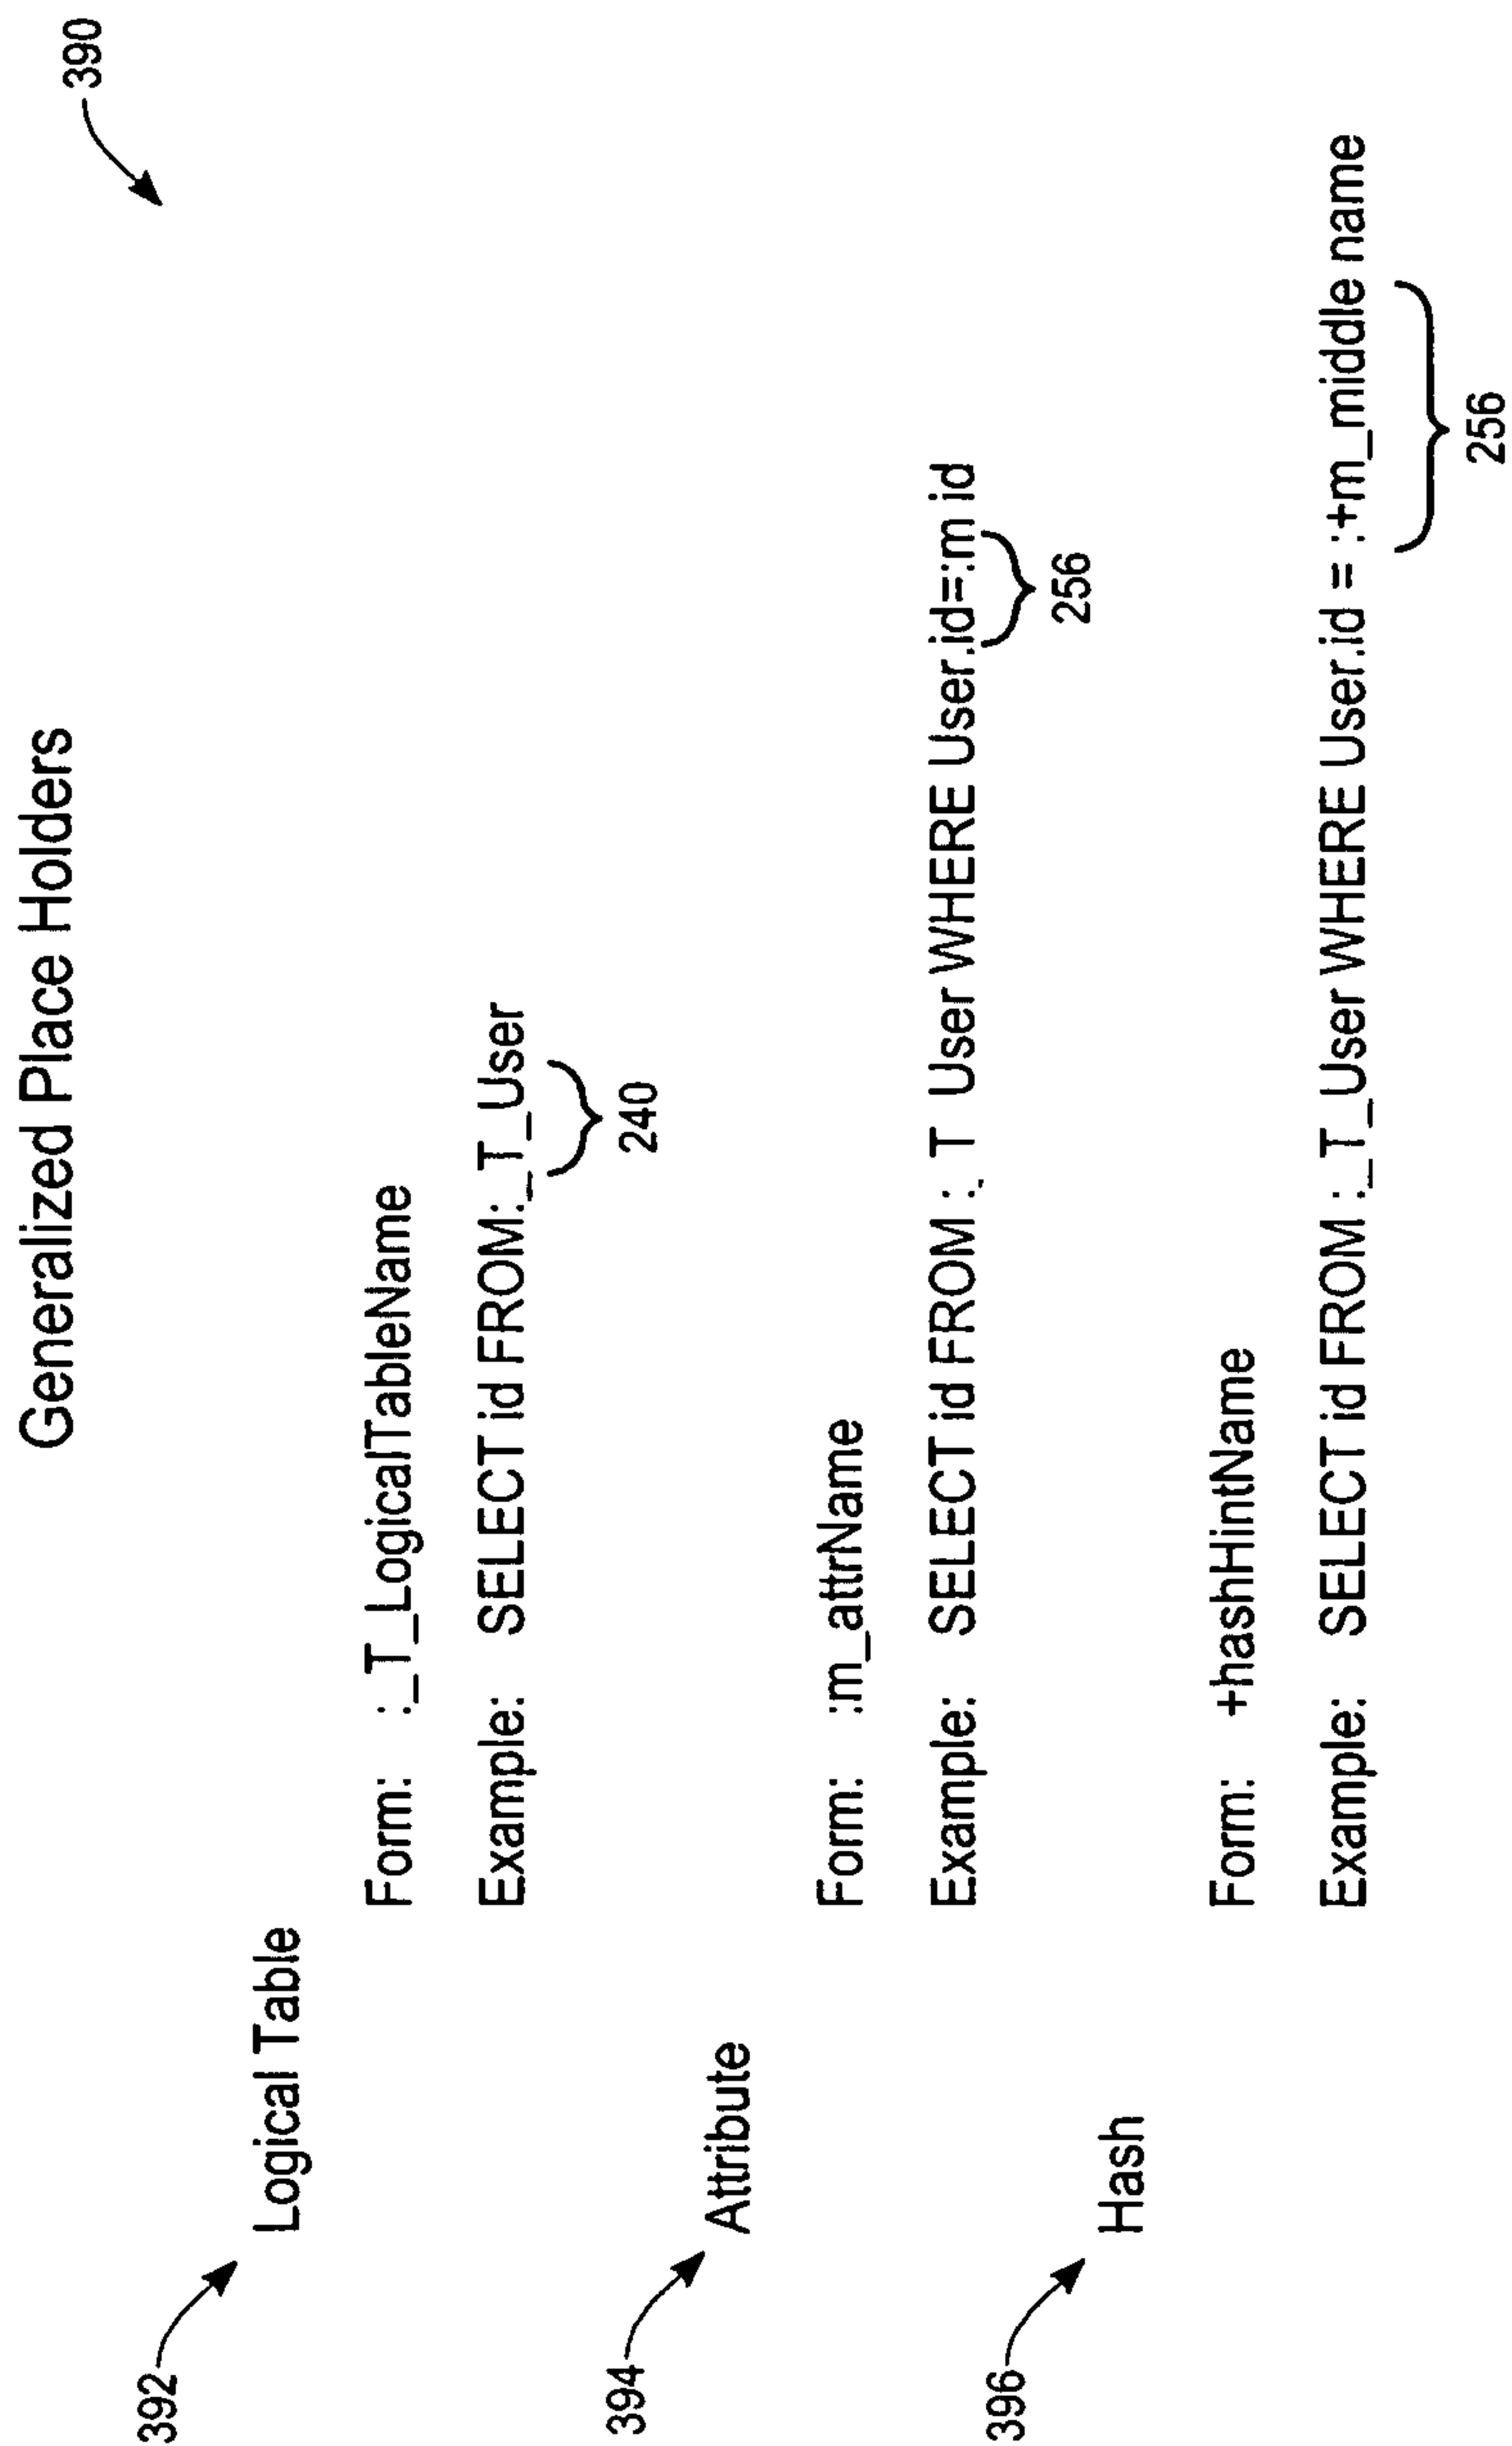 Generalized Place Holders
390
392
Logical Table
Form: :_T_LogicalTableName
Example: SELECT id FROM:_T_User
240
394
Attribute
Form: :m_attrName
Example: SELECT id FROM :. T User WHERE User.id=:m id
256
396
Hash
Form: +hashHintName
Example: SELECT id FROM :_T_User WHERE User.id = :+m_middle name
256